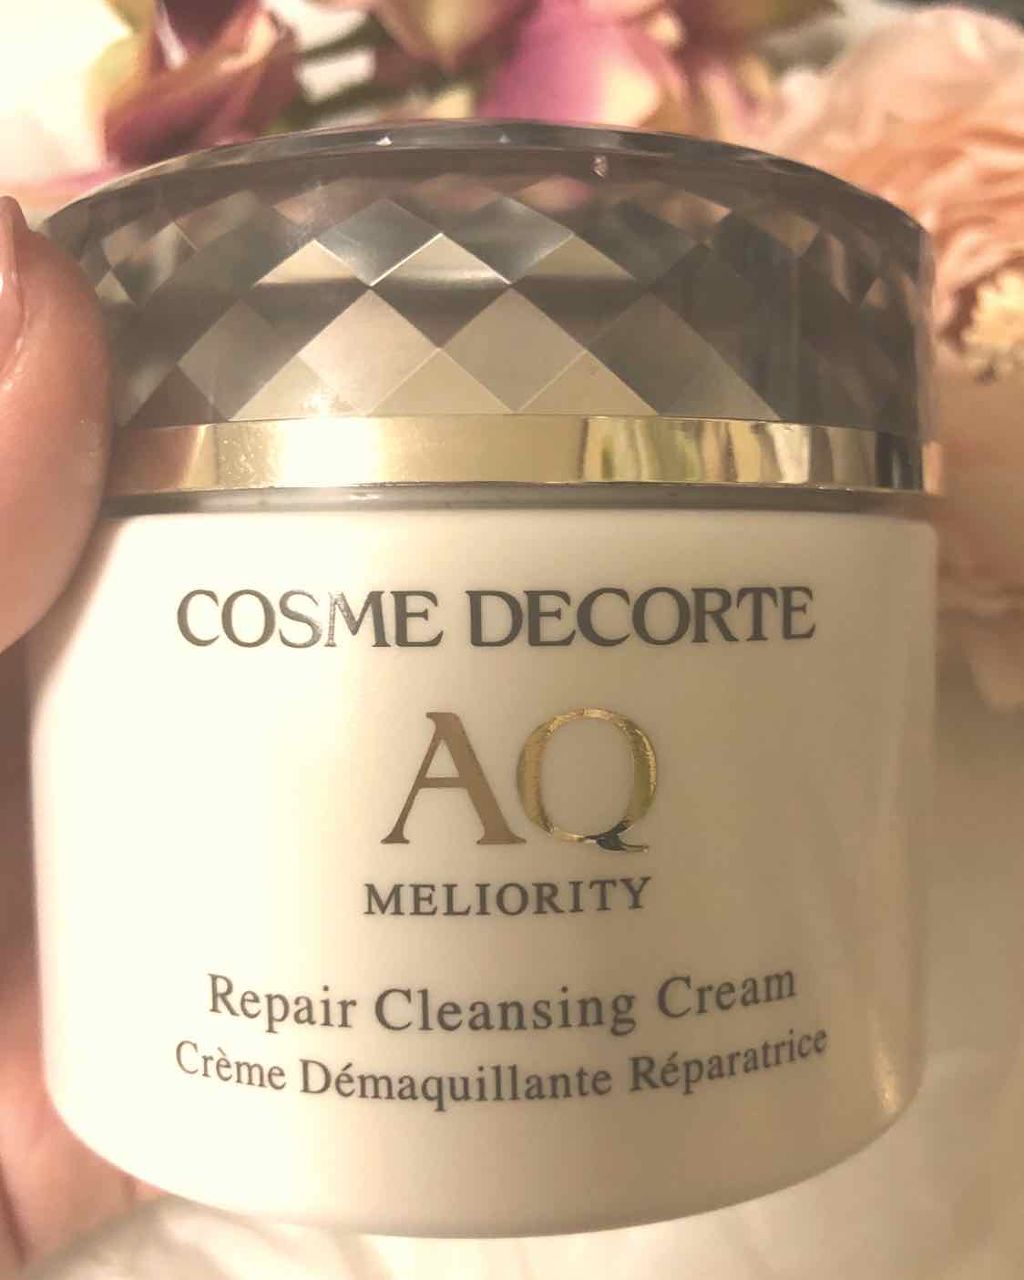 COSME DECORTE
AQ
MELIORITY
Repair Cleansing Cream
Crème Démaquillante Réparatrice